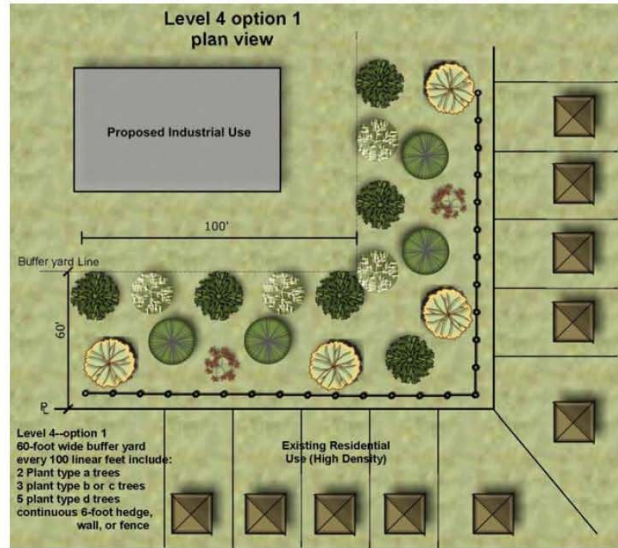 Level 4 option 1
plan view
Proposed Industrial Use
100'
Buffer yard Line
60'
PL
Level 4--option 1
60-foot wide buffer yard
every 100 linear feet include:
2 Plant type a trees
3 plant type b or c trees
5 plant type d trees
continuous 6-foot hedge,
wall, or fence
Existing Residential
Use (High Density)